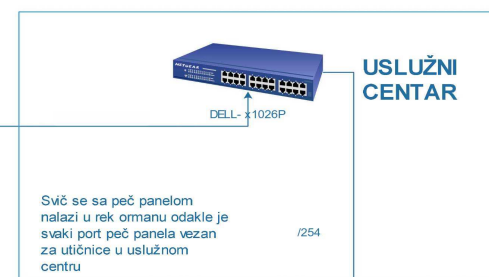 NETGEAR
USLUŽNI
CENTAR
DELL- x1026P
Svič se sa peč panelom
nalazi u rek ormanu odakle je
svaki port peč panela vezan
za utičnice u uslužnom
centru
/254